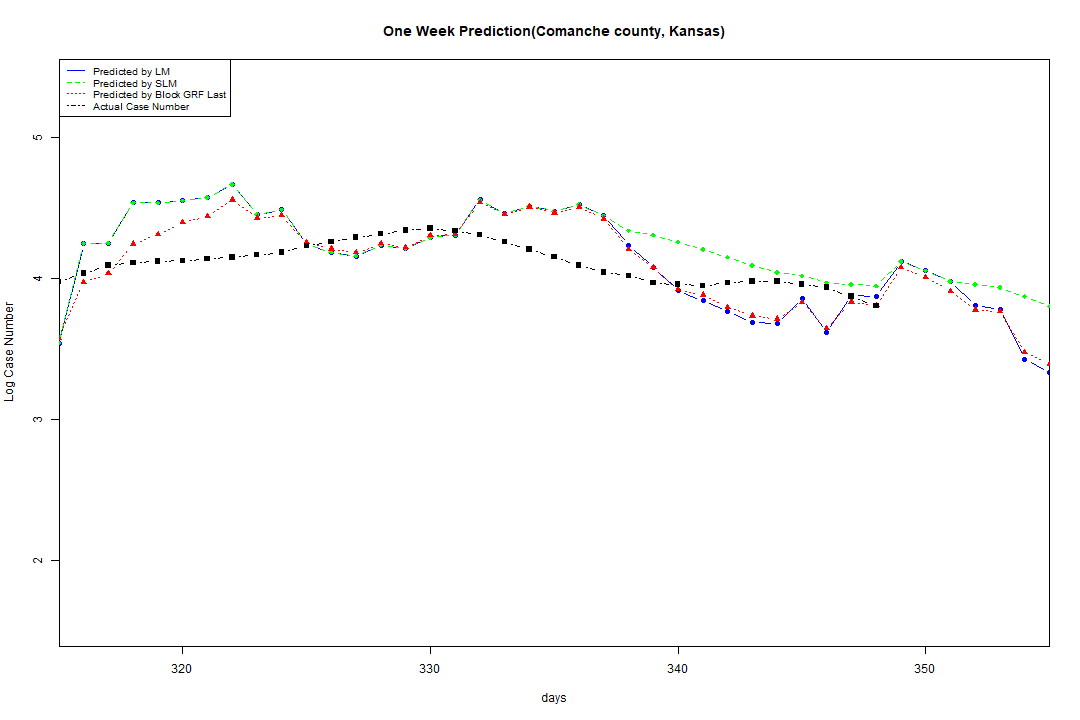 One Week Prediction(Comanche county, Kansas)
Predicted by LM
Predicted by SLM
Predicted by Block GRF Last
Actual Case Number
5
4
3
2
Log Case Number
320 330 340 350
days